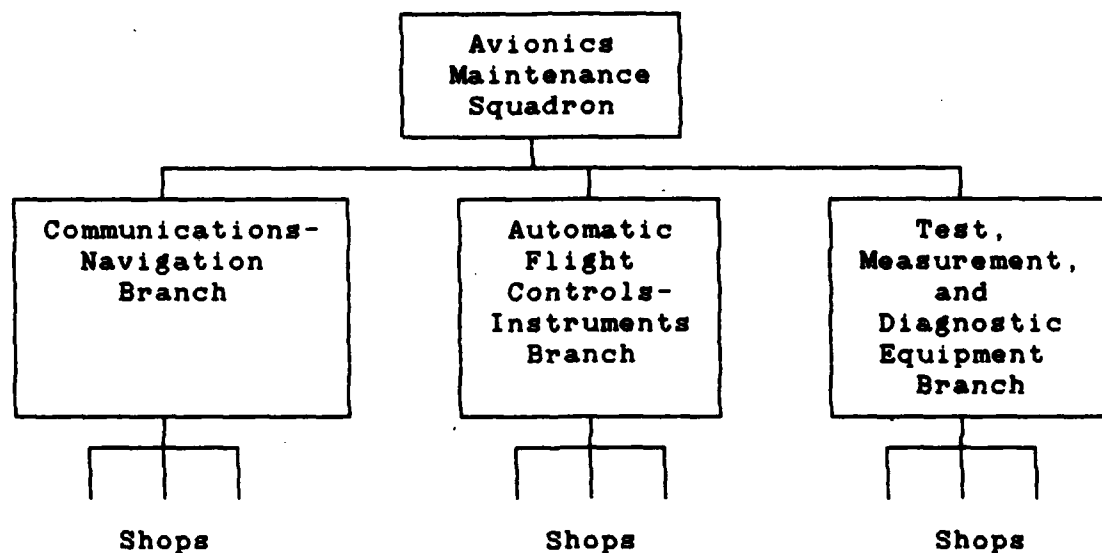 Avionics
Maintenance
Squadron
Communications-
Navigation
Branch
Automatic
Flight
Controls-
Instruments
Branch
Test,
Measurement,
and
Diagnostic
Equipment
Branch
Shops
Shops
Shops